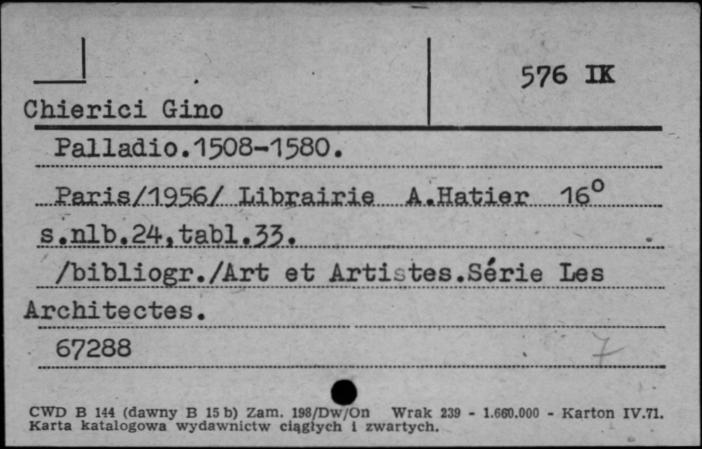 576 IK
Chierici Gino
Palladio.1508-1580.
Paris/1956/ Librairie A.Hatier 16°
s.nlb.24,tabl.33.
/bibliogr./Art et Artistes.Série Les
Architectes.
67288 7
CWD B 144 (dawny B 15 b) Zam. 198/Dw/On Wrak 239 - 1.660.000 - Karton IV.71.
Karta katalogowa wydawnictw ciągłych i zwartych.